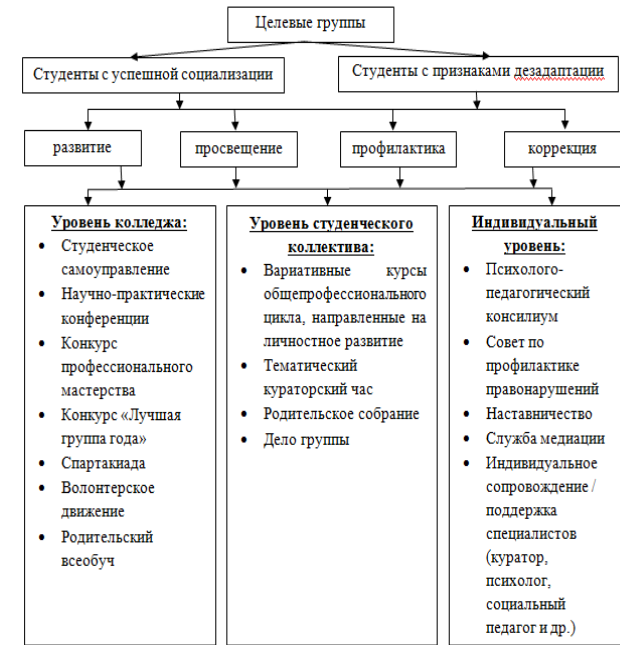 Целевые группы
Студенты с успешной социализации
Студенты с признаками дезадаптации
развитие
просвещение
профилактика
коррекция
Уровень колледжа:
• Студенческое
самоуправление
• Научно-практические
конференции
• Конкурс
профессионального
мастерства
• Конкурс «Лучшая
группа года»
• Спартакиада
• Волонтерское
движение
• Родительский
всеобуч
Уровень студенческого
коллектива:
• Вариативные курсы
общепрофессионального
цикла, направленные на
личностное развитие
• Тематический
кураторский час
• Родительское собрание
• Дело группы
Индивидуальный
уровень:
• Психолого-
педагогический
консилиум
• Совет по
профилактике
правонарушений
• Наставничество
• Служба медиации
• Индивидуальное
сопровождение /
поддержка
специалистов
(куратор,
психолог,
социальный
педагог и др.)